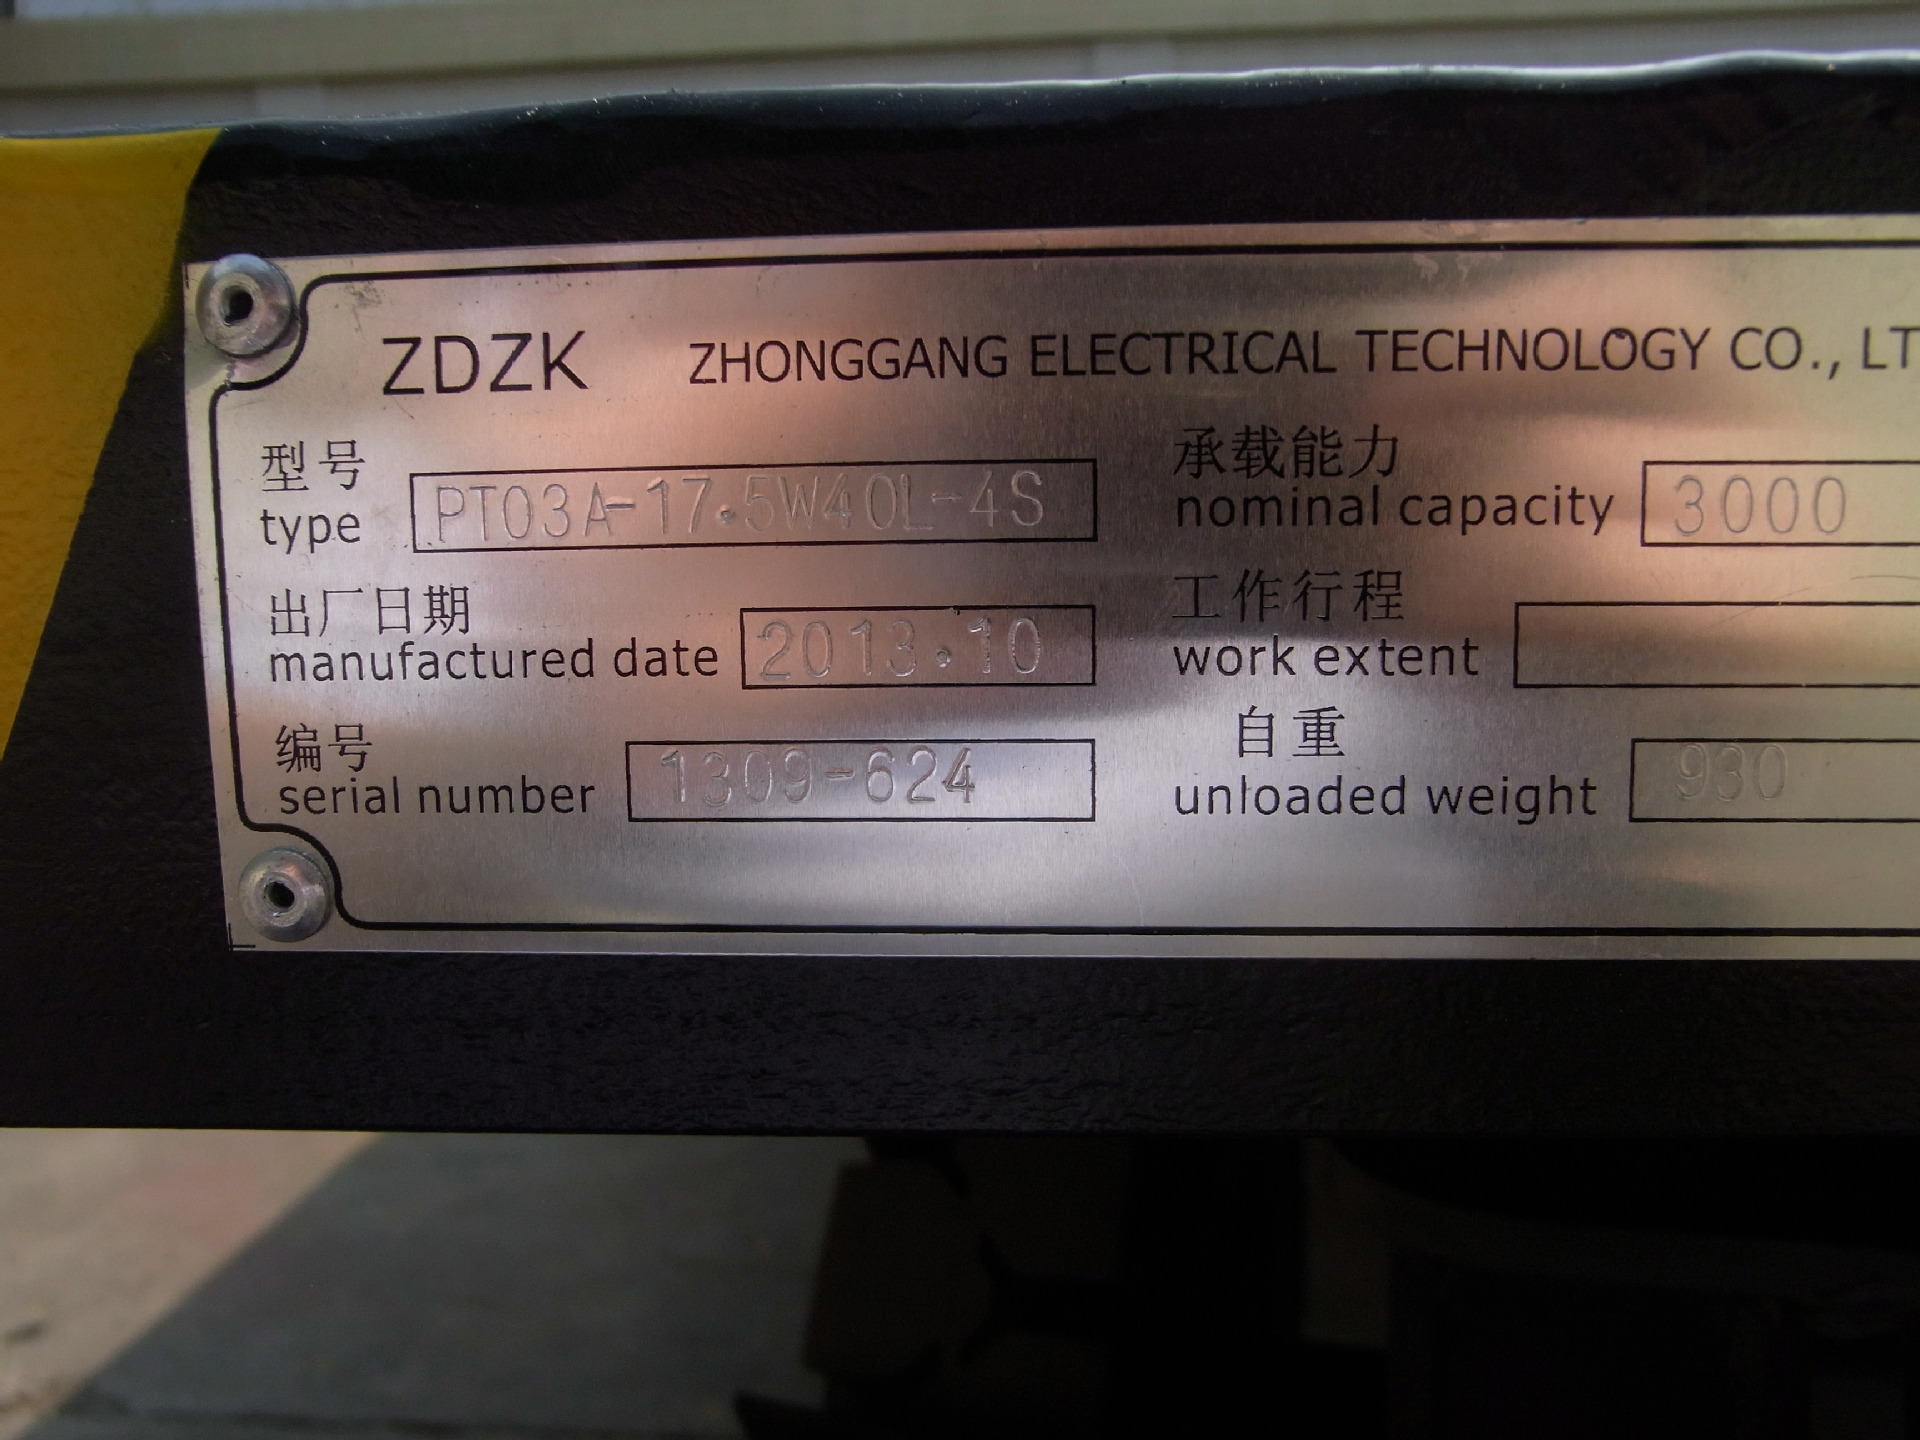 ZDZK ZHONGGANG ELECTRICAL TECHNOLOGY CO., LT
型号
type PT03A-17.5W40L-4S
承载能力
nominal capacity 3000
出厂日期
manufactured date 2013.10
工作行程
work extent
编号
serial number 1309-624
自重
unloaded weight 930